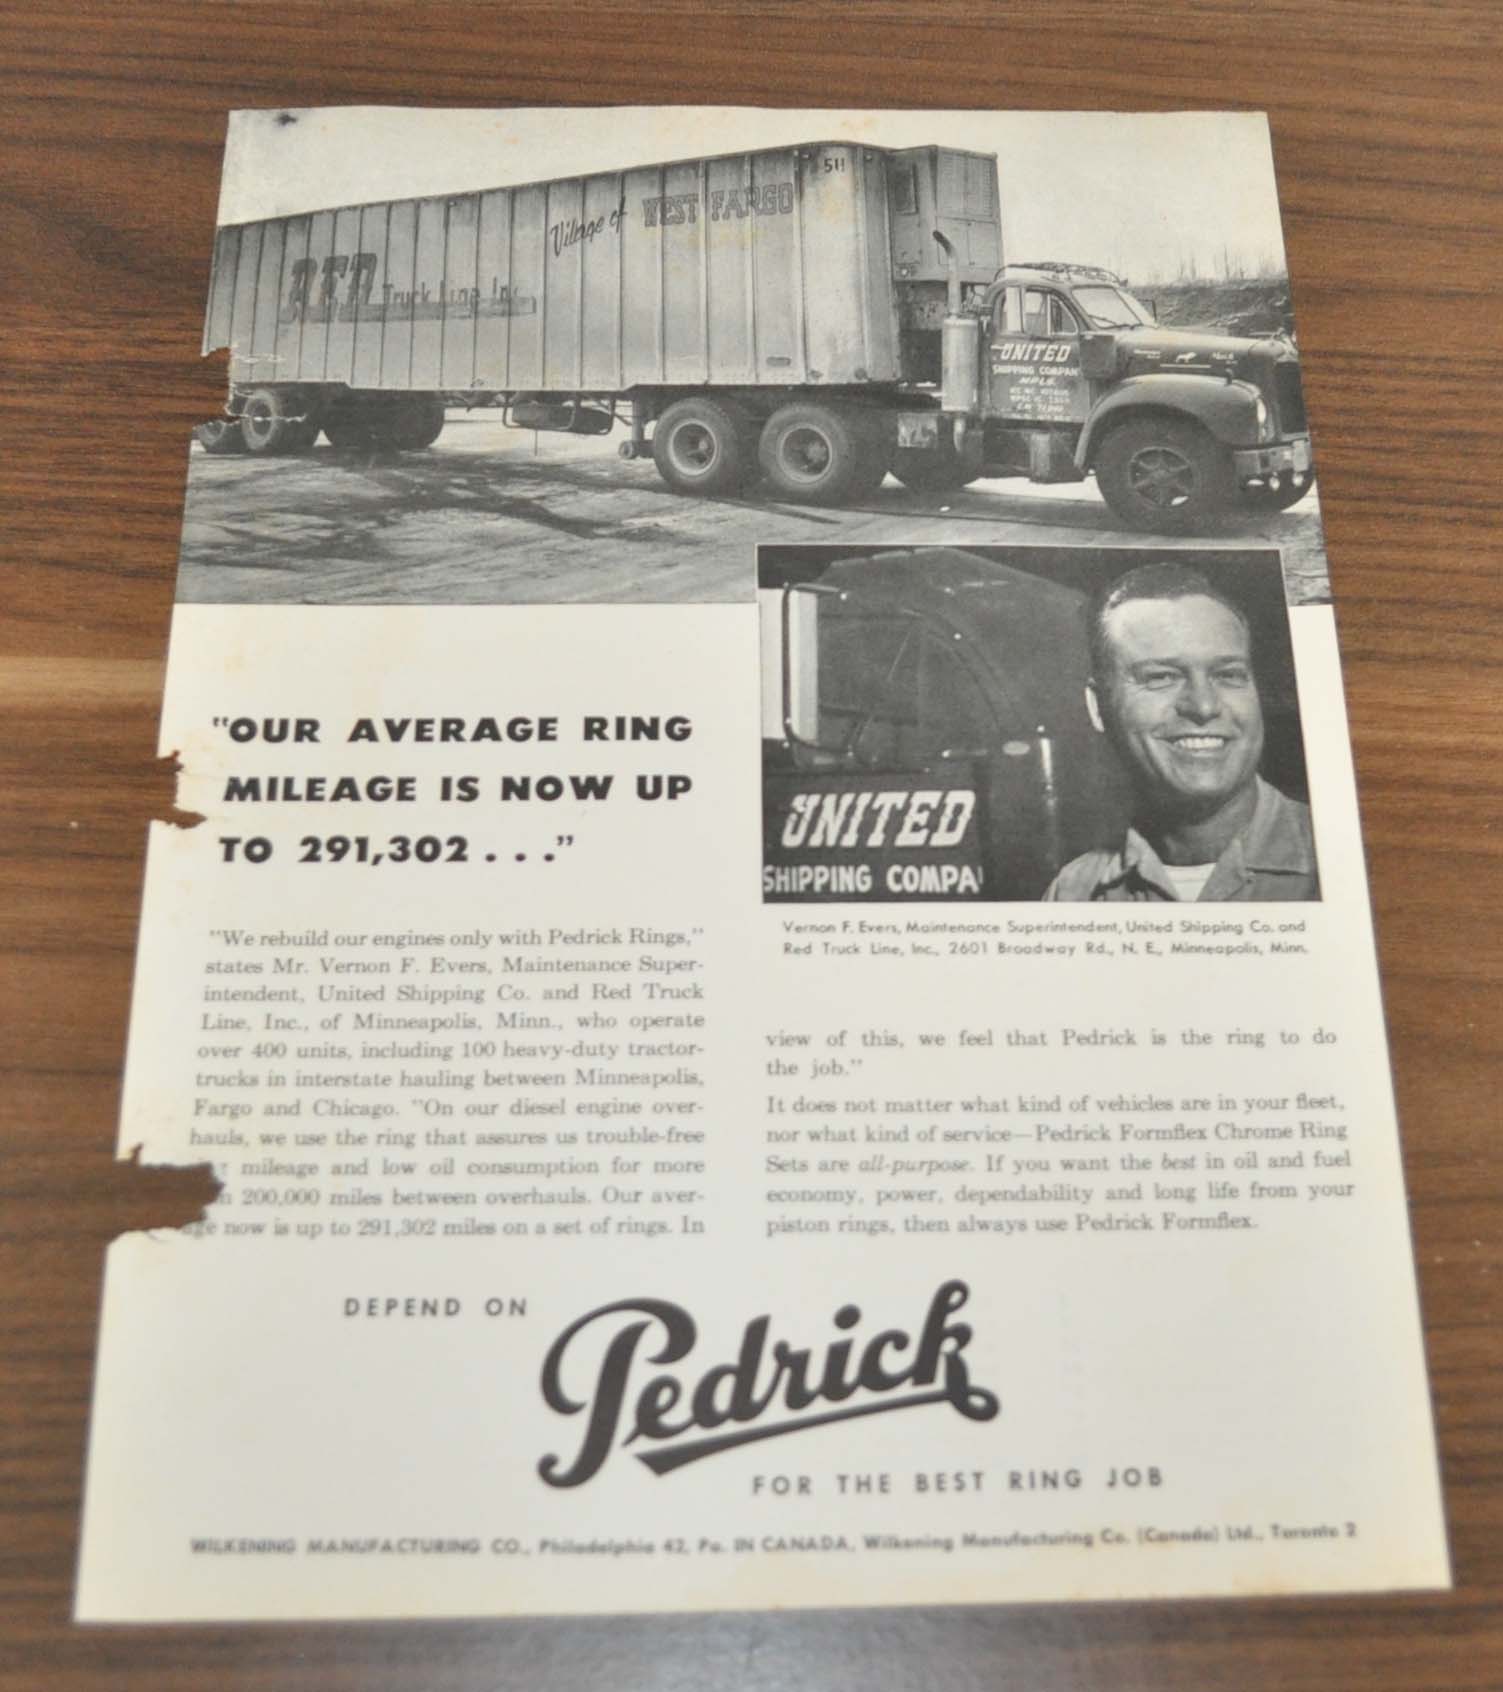 511
Village of WEST FARGO
RED Truck Line, Inc.
UNITED
SHIPPING COMPAN
MPLS.
Mack
UNITED
SHIPPING COMPA
"OUR AVERAGE RING
MILEAGE IS NOW UP
TO 291,302 . . ."
Vernon F. Evers, Maintenance Superintendent, United Shipping Co. and
Red Truck Line, Inc., 2601 Broadway Rd., N. E., Minneapolis, Minn.
"We rebuild our engines only with Pedrick Rings,"
states Mr. Vernon F. Evers, Maintenance Super-
intendent, United Shipping Co. and Red Truck
Line, Inc., of Minneapolis, Minn., who operate
over 400 units, including 100 heavy-duty tractor-
trucks in interstate hauling between Minneapolis,
Fargo and Chicago. "On our diesel engine over-
hauls, we use the ring that assures us trouble-free
mileage and low oil consumption for more
n 200,000 miles between overhauls. Our aver-
age now is up to 291,302 miles on a set of rings. In
view of this, we feel that Pedrick is the ring to do
the job."
It does not matter what kind of vehicles are in your fleet,
nor what kind of service—Pedrick Formflex Chrome Ring
Sets are all-purpose. If you want the best in oil and fuel
economy, power, dependability and long life from your
piston rings, then always use Pedrick Formflex.
DEPEND ON
Pedrick
FOR THE BEST RING JOB
WILKENING MANUFACTURING CO., Philadelphia 42, Pa. IN CANADA, Wilkening Manufacturing Co. (Canada) Ltd., Toronto 2